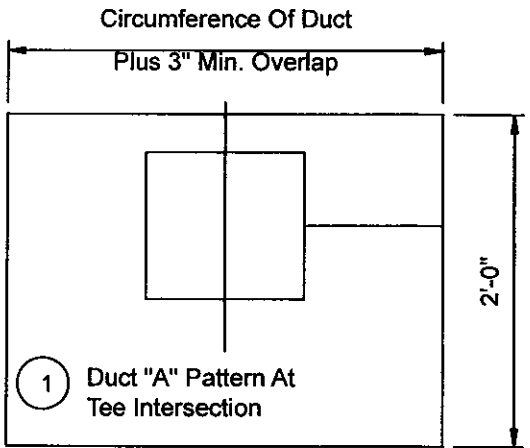 Circumference Of Duct
Plus 3" Min. Overlap
2'-0"
1
Duct "A" Pattern At
Tee Intersection